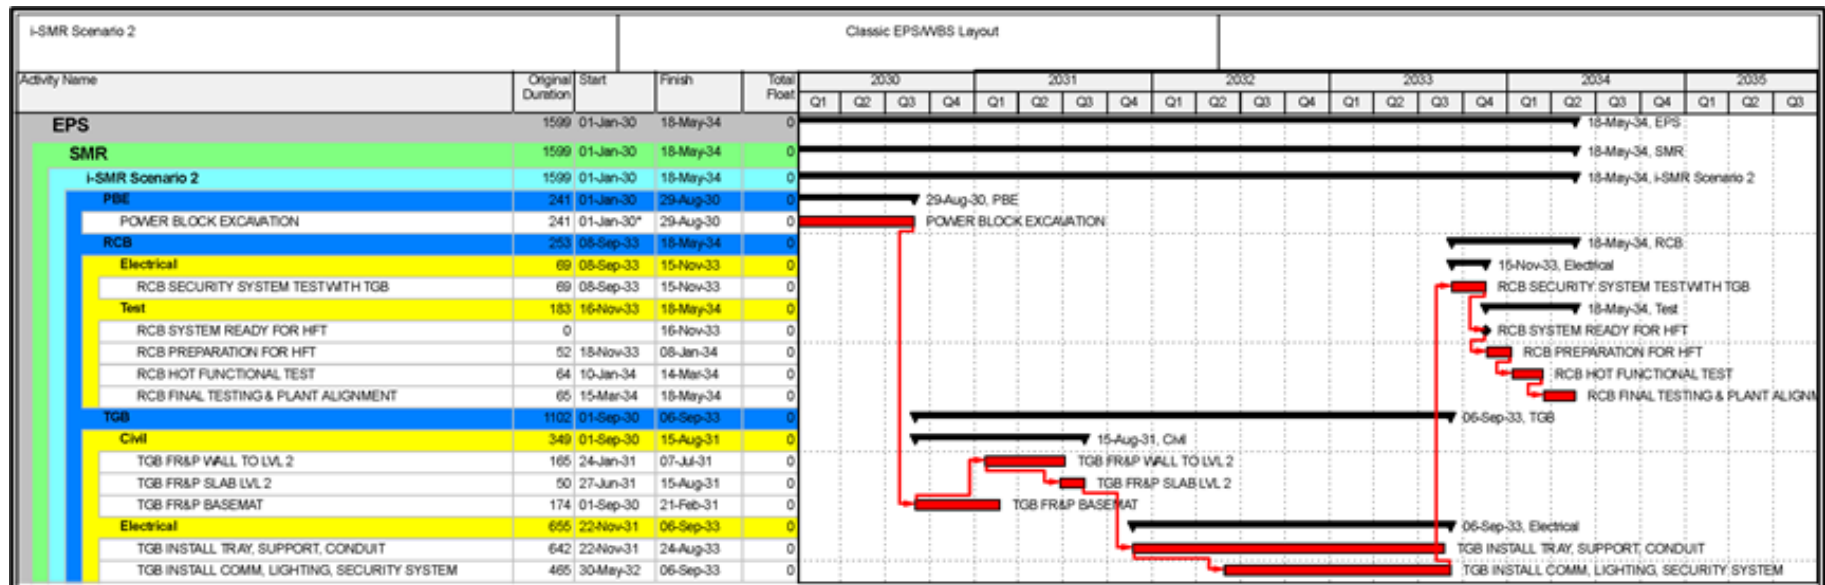 i-SMR Scenario 2 Classic EPS/WBS Layout
Activity Name Original Duration Start Finish Total Float 2030 2031 2032 2033 2034 2035
Q1 Q2 Q3 Q4 Q1 Q2 Q3 Q4 Q1 Q2 Q3 Q4 Q1 Q2 Q3 Q4 Q1 Q2 Q3 Q4 Q1 Q2 Q3
EPS 1599 01-Jan-30 18-May-34 0 18-May-34, EPS
SMR 1599 01-Jan-30 18-May-34 0 18-May-34, SMR
i-SMR Scenario 2 1599 01-Jan-30 18-May-34 0 18-May-34, i-SMR Scenario 2
PBE 241 01-Jan-30 29-Aug-30 0 29-Aug-30, PBE
POWER BLOCK EXCAVATION 241 01-Jan-30* 29-Aug-30 0 POWER BLOCK EXCAVATION
RCB 253 08-Sep-33 18-May-34 0 18-May-34, RCB
Electrical 69 08-Sep-33 15-Nov-33 0 15-Nov-33, Electrical
RCB SECURITY SYSTEM TEST WITH TGB 69 08-Sep-33 15-Nov-33 0 RCB SECURITY SYSTEM TEST WITH TGB
Test 183 16-Nov-33 18-May-34 0 18-May-34, Test
RCB SYSTEM READY FOR HFT 0 16-Nov-33 0 RCB SYSTEM READY FOR HFT
RCB PREPARATION FOR HFT 52 18-Nov-33 08-Jan-34 0 RCB PREPARATION FOR HFT
RCB HOT FUNCTIONAL TEST 64 10-Jan-34 14-Mar-34 0 RCB HOT FUNCTIONAL TEST
RCB FINAL TESTING & PLANT ALIGNMENT 65 15-Mar-34 18-May-34 0 RCB FINAL TESTING & PLANT ALIGNM
TGB 1102 01-Sep-30 06-Sep-33 0 06-Sep-33, TGB
Civil 349 01-Sep-30 15-Aug-31 0 15-Aug-31, Civil
TGB FR&P WALL TO LVL 2 165 24-Jan-31 07-Jul-31 0 TGB FR&P WALL TO LVL 2
TGB FR&P SLAB LVL 2 50 27-Jun-31 15-Aug-31 0 TGB FR&P SLAB LVL 2
TGB FR&P BASEMAT 174 01-Sep-30 21-Feb-31 0 TGB FR&P BASEMAT
Electrical 655 22-Nov-31 06-Sep-33 0 06-Sep-33, Electrical
TGB INSTALL TRAY, SUPPORT, CONDUIT 642 22-Nov-31 24-Aug-33 0 TGB INSTALL TRAY, SUPPORT, CONDUIT
TGB INSTALL COMM, LIGHTING, SECURITY SYSTEM 465 30-May-32 06-Sep-33 0 TGB INSTALL COMM, LIGHTING, SECURITY SYSTEM